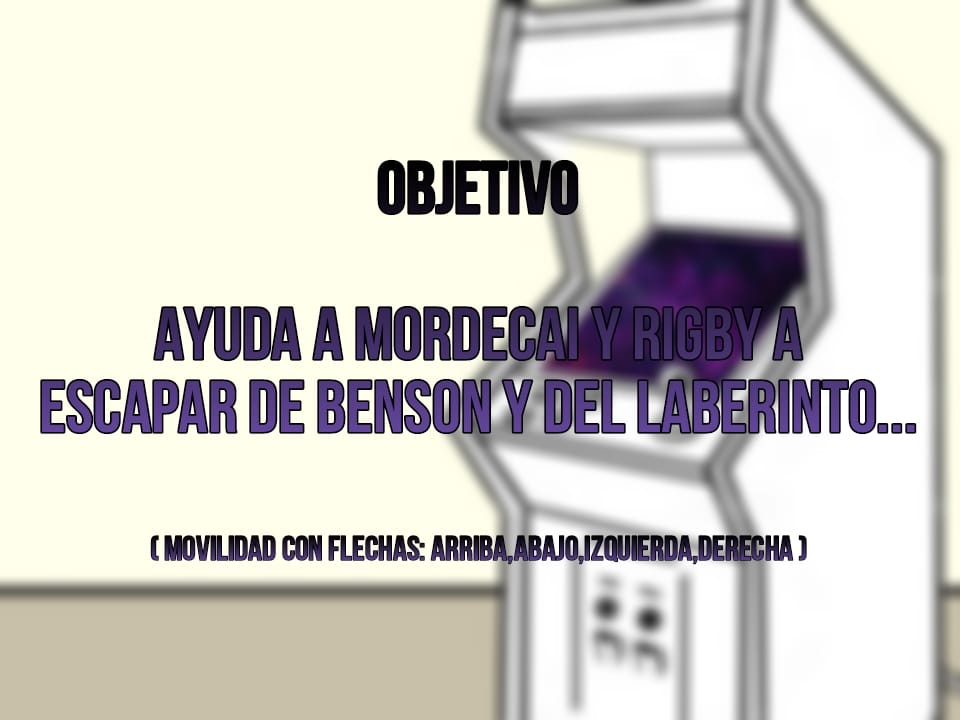 OBJETIVO
AYUDA A MORDECAI Y RIGBY A
ESCAPAR DE BENSON Y DEL LABERINTO...
( MOVILIDAD CON FLECHAS: ARRIBA,ABAJO,IZQUIERDA,DERECHA )